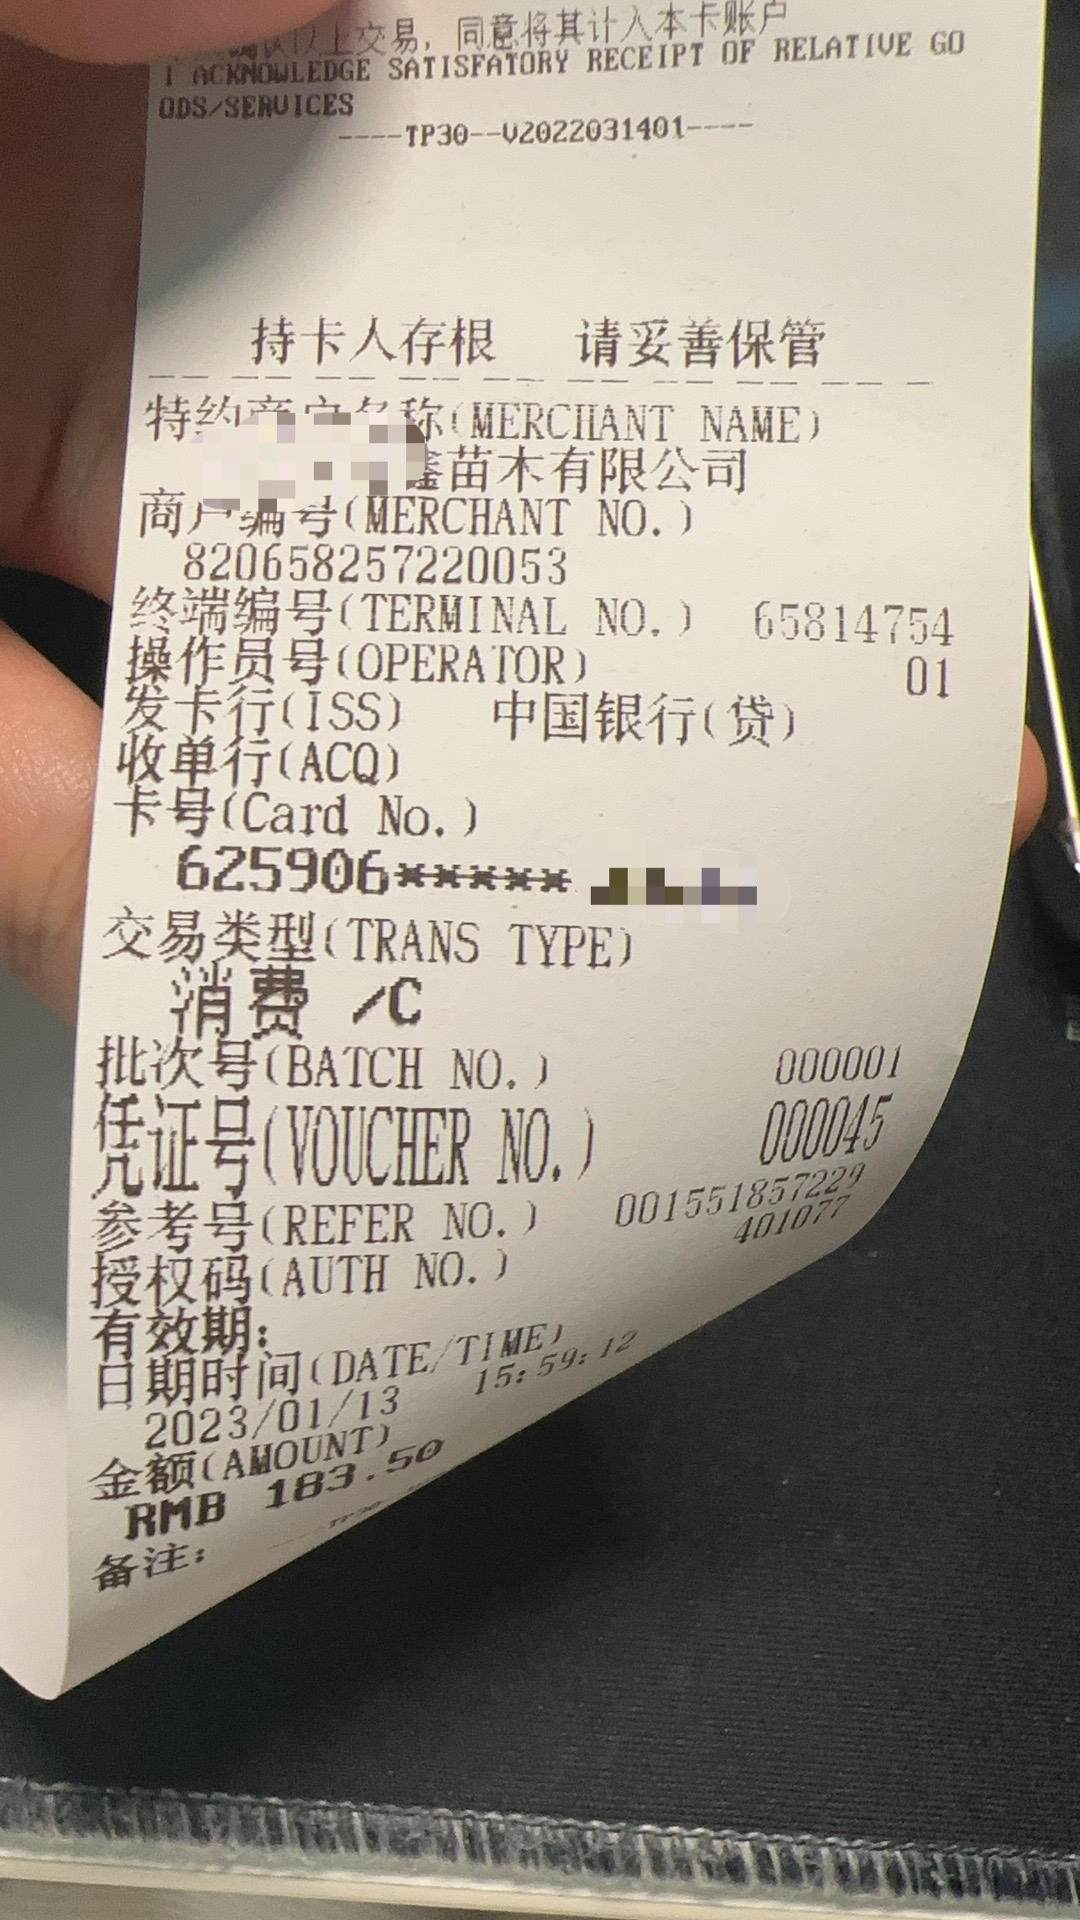 以上交易，同意将其计入本卡账户
I ACKNOWLEDGE SATISFATORY RECEIPT OF RELATIVE GO
ODS/SERVICES
----TP30--V2022031401----
持卡人存根 请妥善保管
特约商户名称(MERCHANT NAME)
鑫苗木有限公司
商户编号(MERCHANT NO.)
820658257220053
终端编号(TERMINAL NO.) 65814754
操作员号(OPERATOR) 01
发卡行(ISS) 中国银行(贷)
收单行(ACQ)
卡号(Card No.)
625906*****
交易类型(TRANS TYPE)
消费 /C
批次号(BATCH NO.) 000001
凭证号(VOUCHER NO.) 000045
参考号(REFER NO.) 001551857229
授权码(AUTH NO.) 401077
有效期:
日期时间(DATE/TIME)
2023/01/13 15:59:12
金额(AMOUNT)
RMB 183.50
备注: